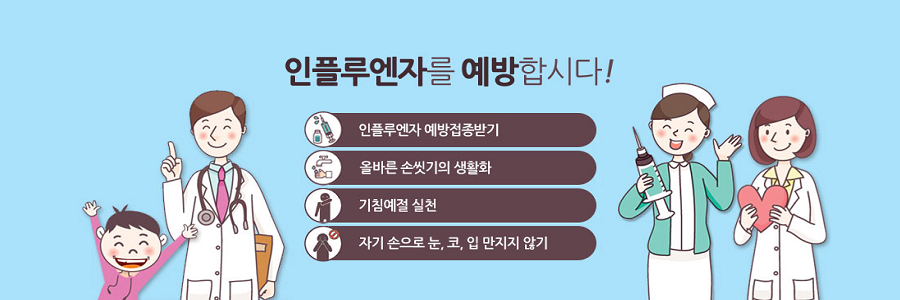 인플루엔자를 예방합시다!
인플루엔자 예방접종받기
올바른 손씻기의 생활화
기침예절 실천
자기 손으로 눈, 코, 입 만지지 않기